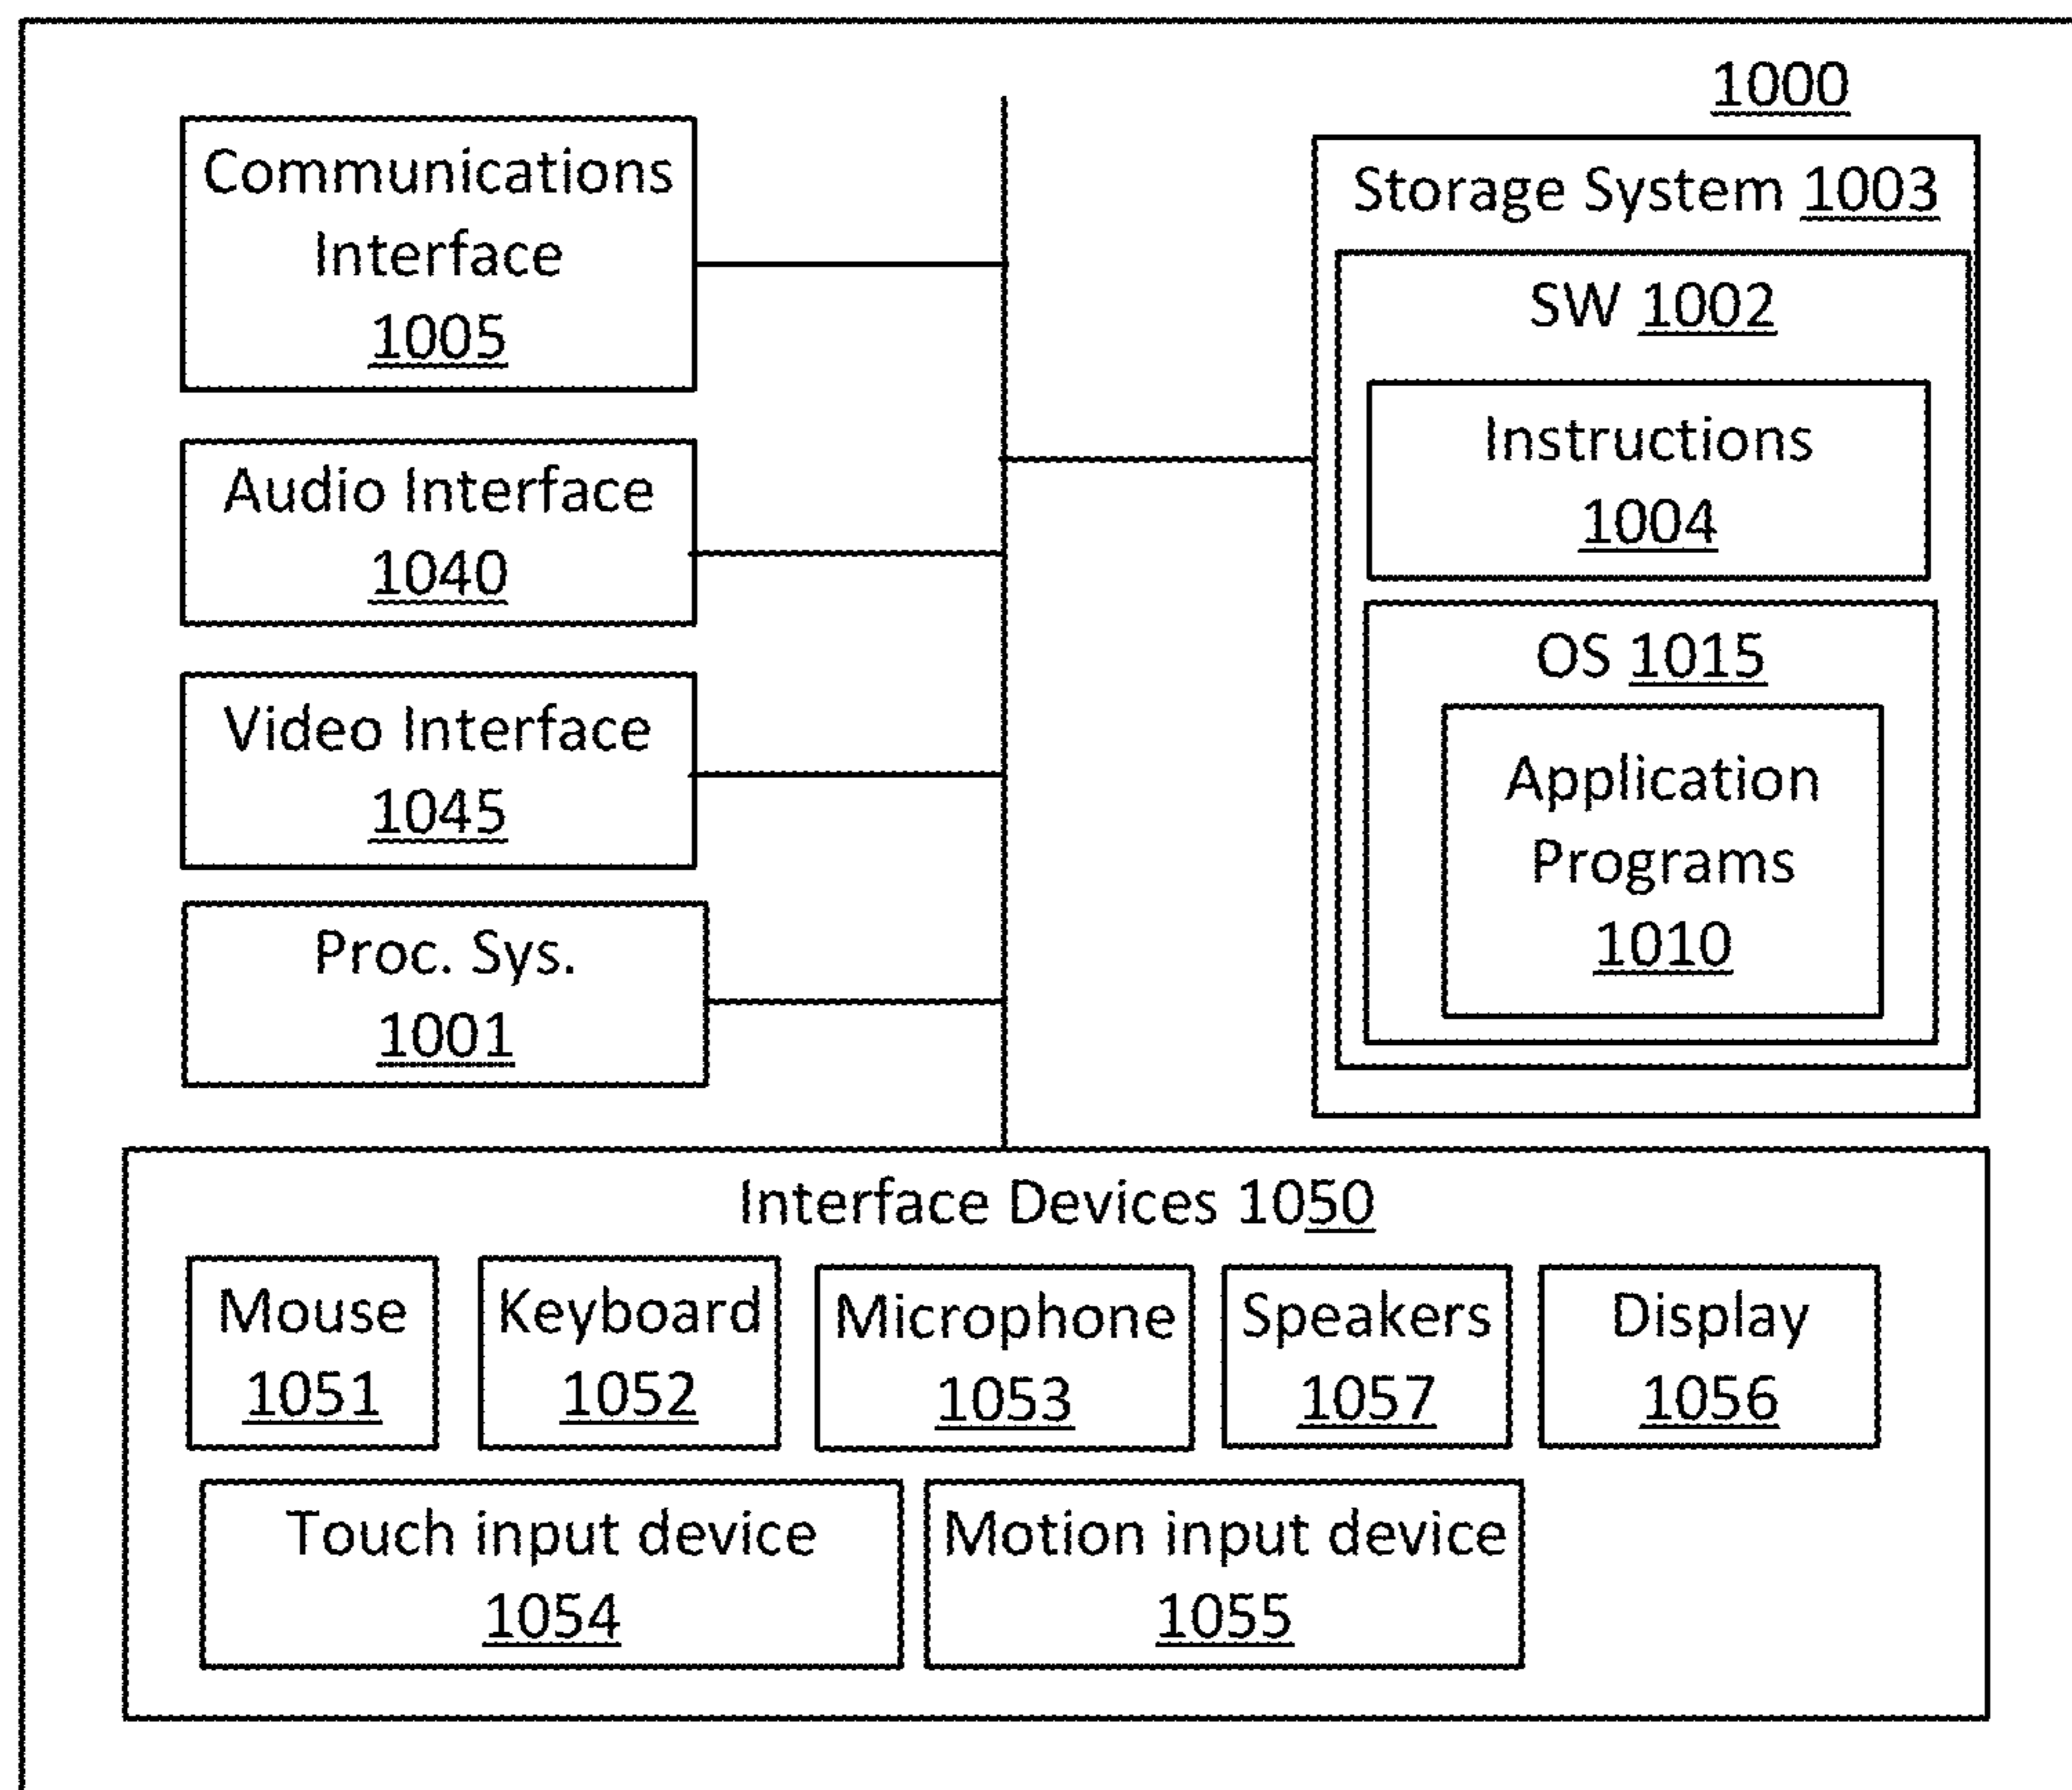 1000
Communications
Interface
1005
Audio Interface
1040
Video Interface
1045
Proc. Sys.
1001
Storage System 1003
SW 1002
Instructions
1004
OS 1015
Application
Programs
1010
Interface Devices 1050
Mouse
1051
Keyboard
1052
Microphone
1053
Speakers
1057
Display
1056
Touch input device
1054
Motion input device
1055